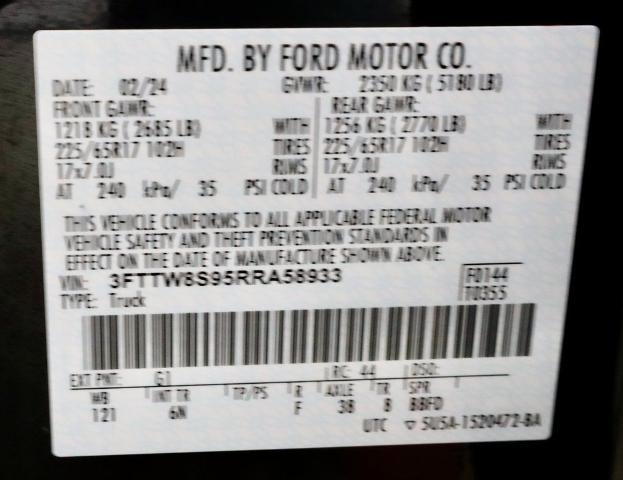 MFD. BY FORD MOTOR CO.
DATE: 02/24 GVWR: 2350 KG ( 5180 LB)
FRONT GAWR: REAR GAWR:
1218 KG ( 2685 LB) WITH 1256 KG ( 2770 LB) WITH
225/65R17 102H TIRES 225/65R17 102H TIRES
17x7.0J RIMS 17x7.0J RIMS
AT 240 kPa/ 35 PSI COLD AT 240 kPa/ 35 PSI COLD
THIS VEHICLE CONFORMS TO ALL APPLICABLE FEDERAL MOTOR
VEHICLE SAFETY AND THEFT PREVENTION STANDARDS IN
EFFECT ON THE DATE OF MANUFACTURE SHOWN ABOVE.
VIN: 3FTTW8S95RRA58933 F0144
TYPE: Truck T0355
EXT PNT: G1 RC: 44 DSO:
WB INT TR TP/PS R AXLE TR SPR
121 6N F 3B 8 BBFD
UTC ▽ 5U5A-1520472-BA